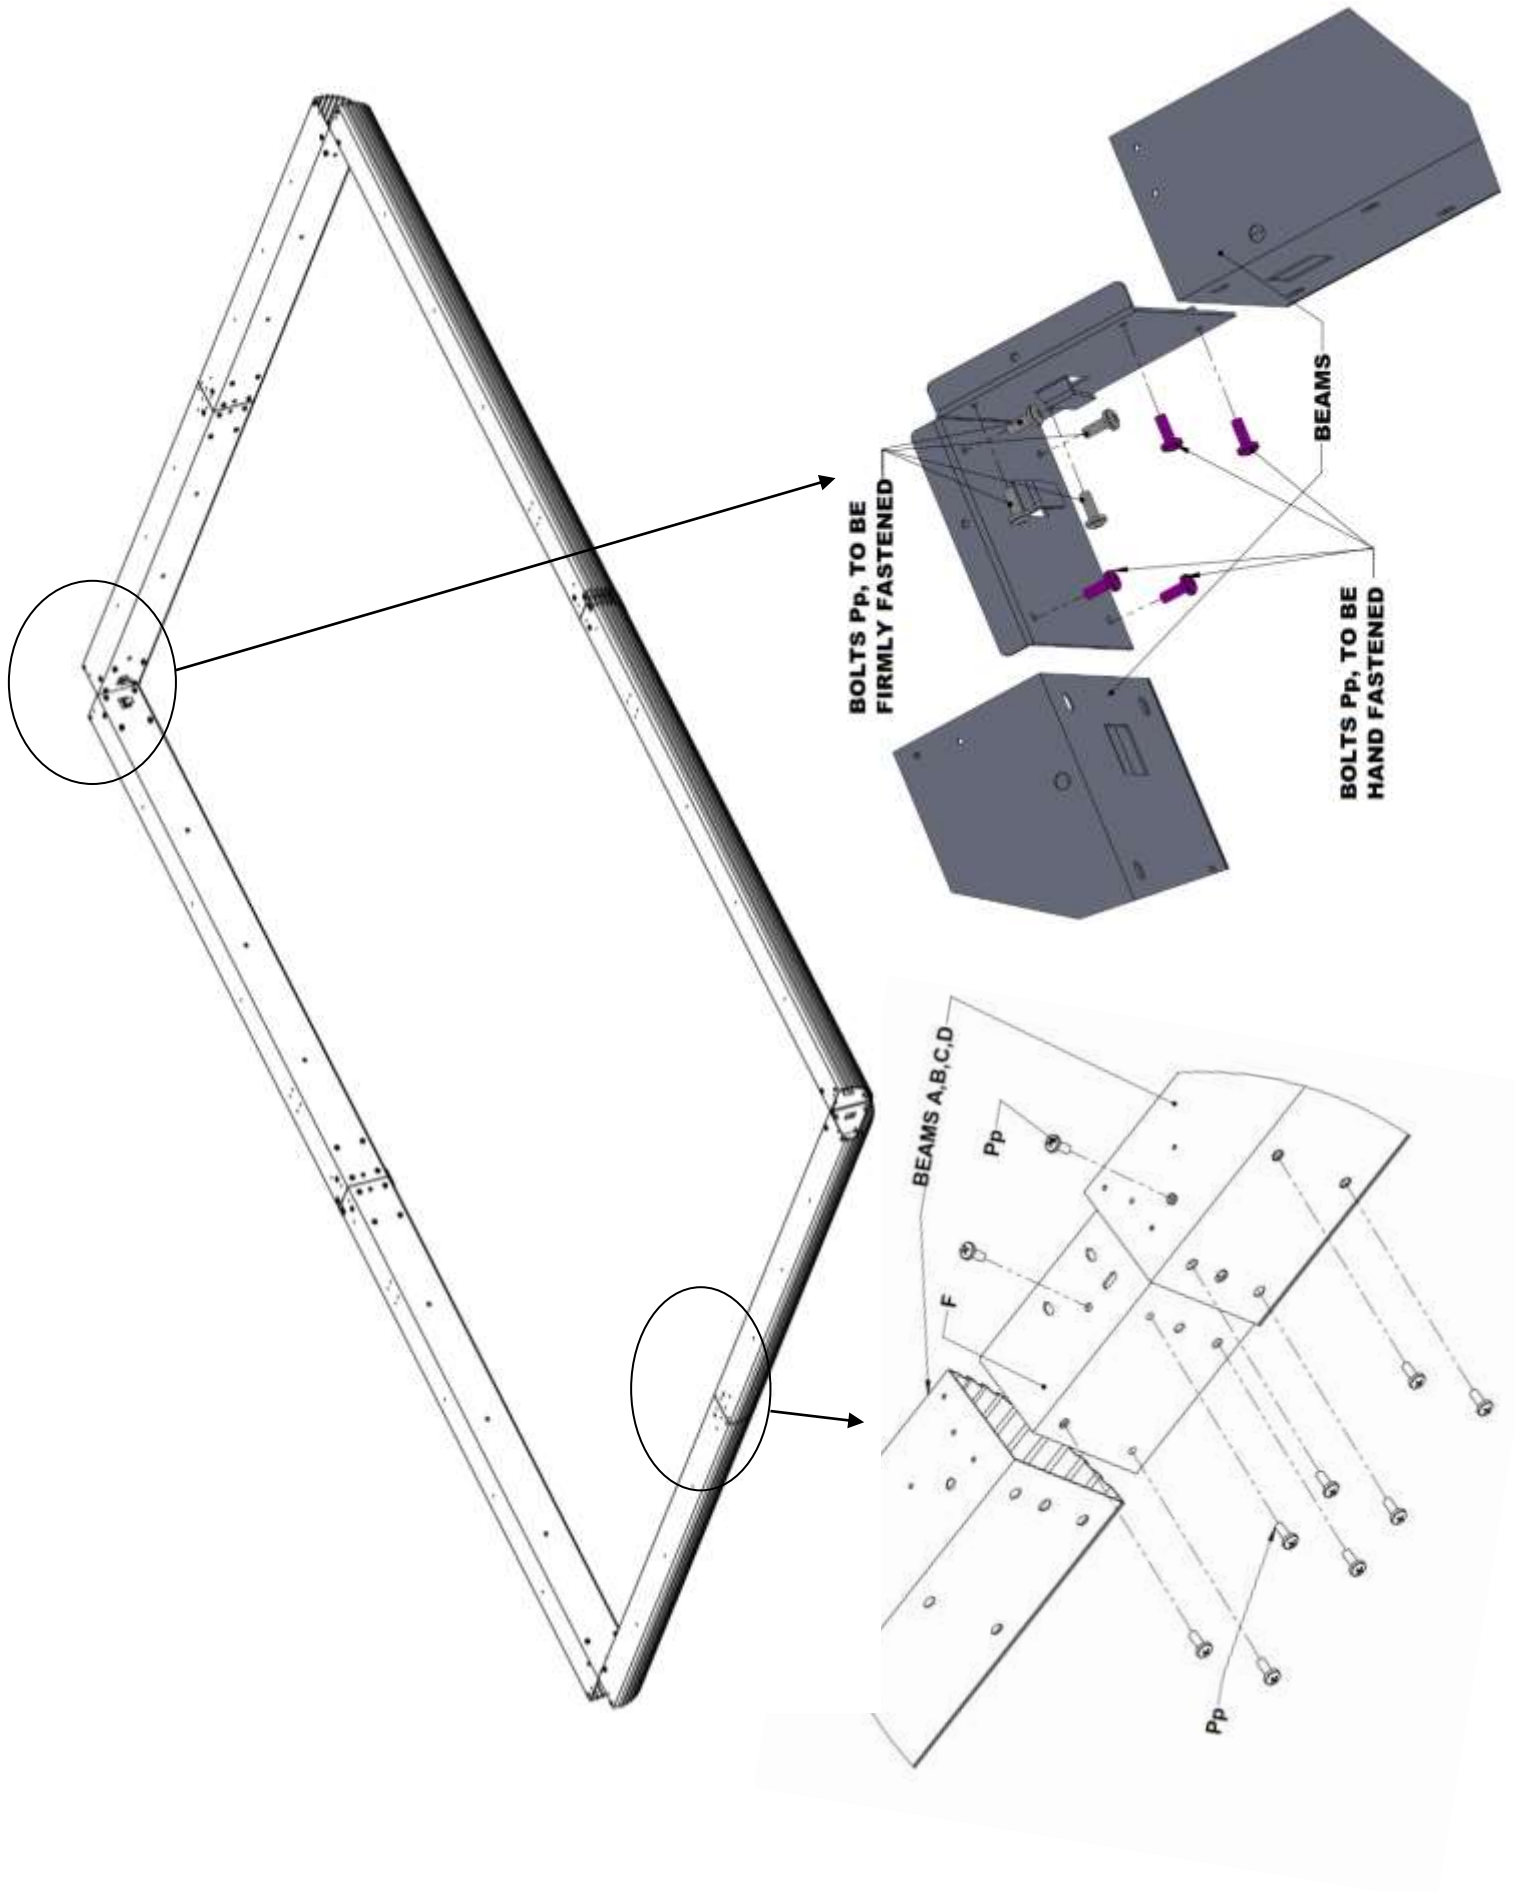 BOLTS Pp, TO BE
FIRMLY FASTENED
BEAMS
BOLTS Pp, TO BE
HAND FASTENED
BEAMS A,B,C,D
Pp
F
Pp